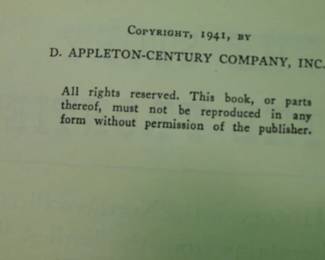 Copyright, 1941, by
D. APPLETON-CENTURY COMPANY, INC.
All rights reserved. This book, or parts
thereof, must not be reproduced in any
form without permission of the publisher.